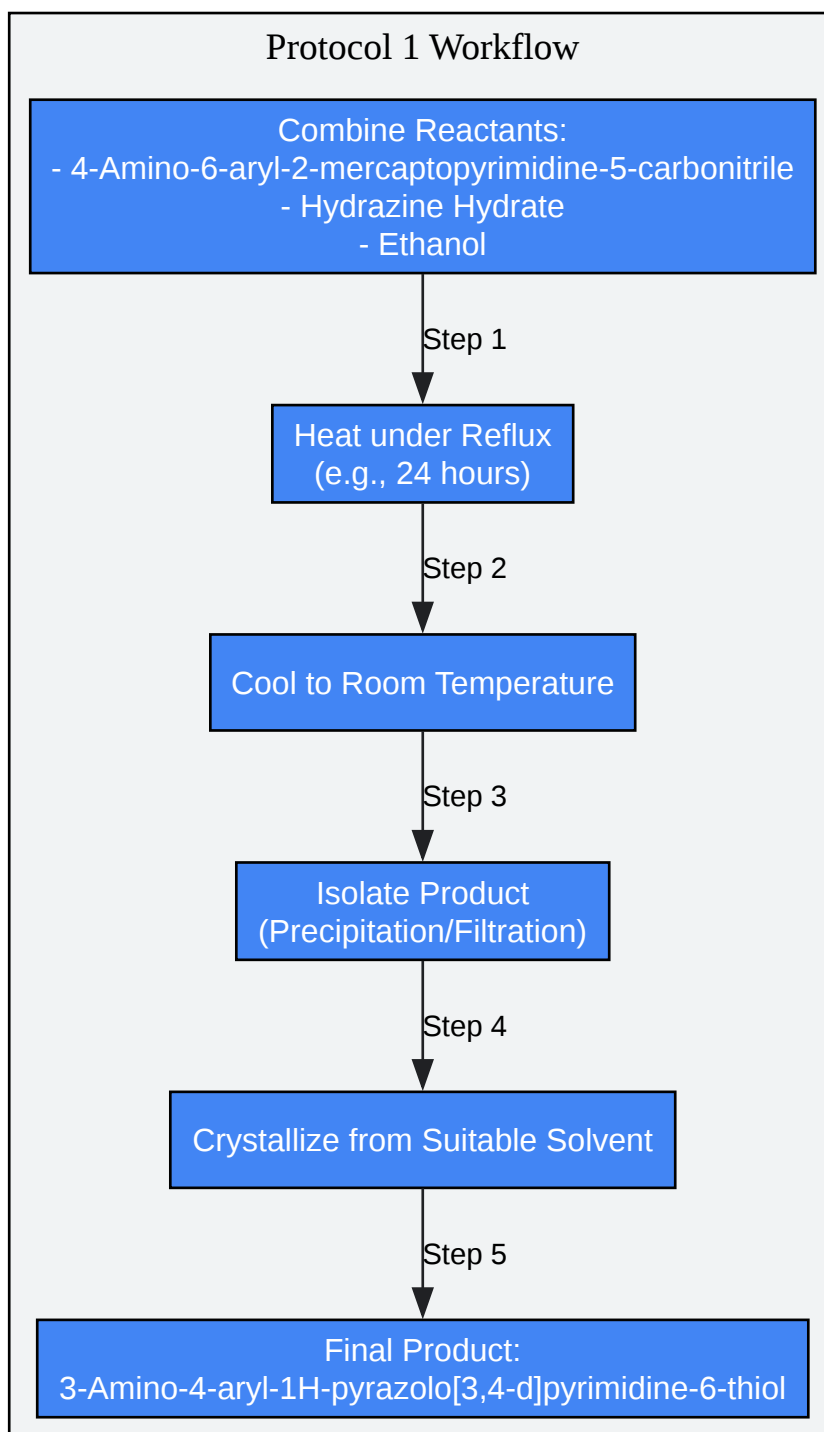 Protocol 1 Workflow
Combine Reactants:
- 4-Amino-6-aryl-2-mercaptopyrimidine-5-carbonitrile
- Hydrazine Hydrate
- Ethanol
Step 1
Heat under Reflux
(e.g., 24 hours)
Step 2
Cool to Room Temperature
Step 3
Isolate Product
(Precipitation/Filtration)
Step 4
Crystallize from Suitable Solvent
Step 5
Final Product:
3-Amino-4-aryl-1H-pyrazolo[3,4-d]pyrimidine-6-thiol